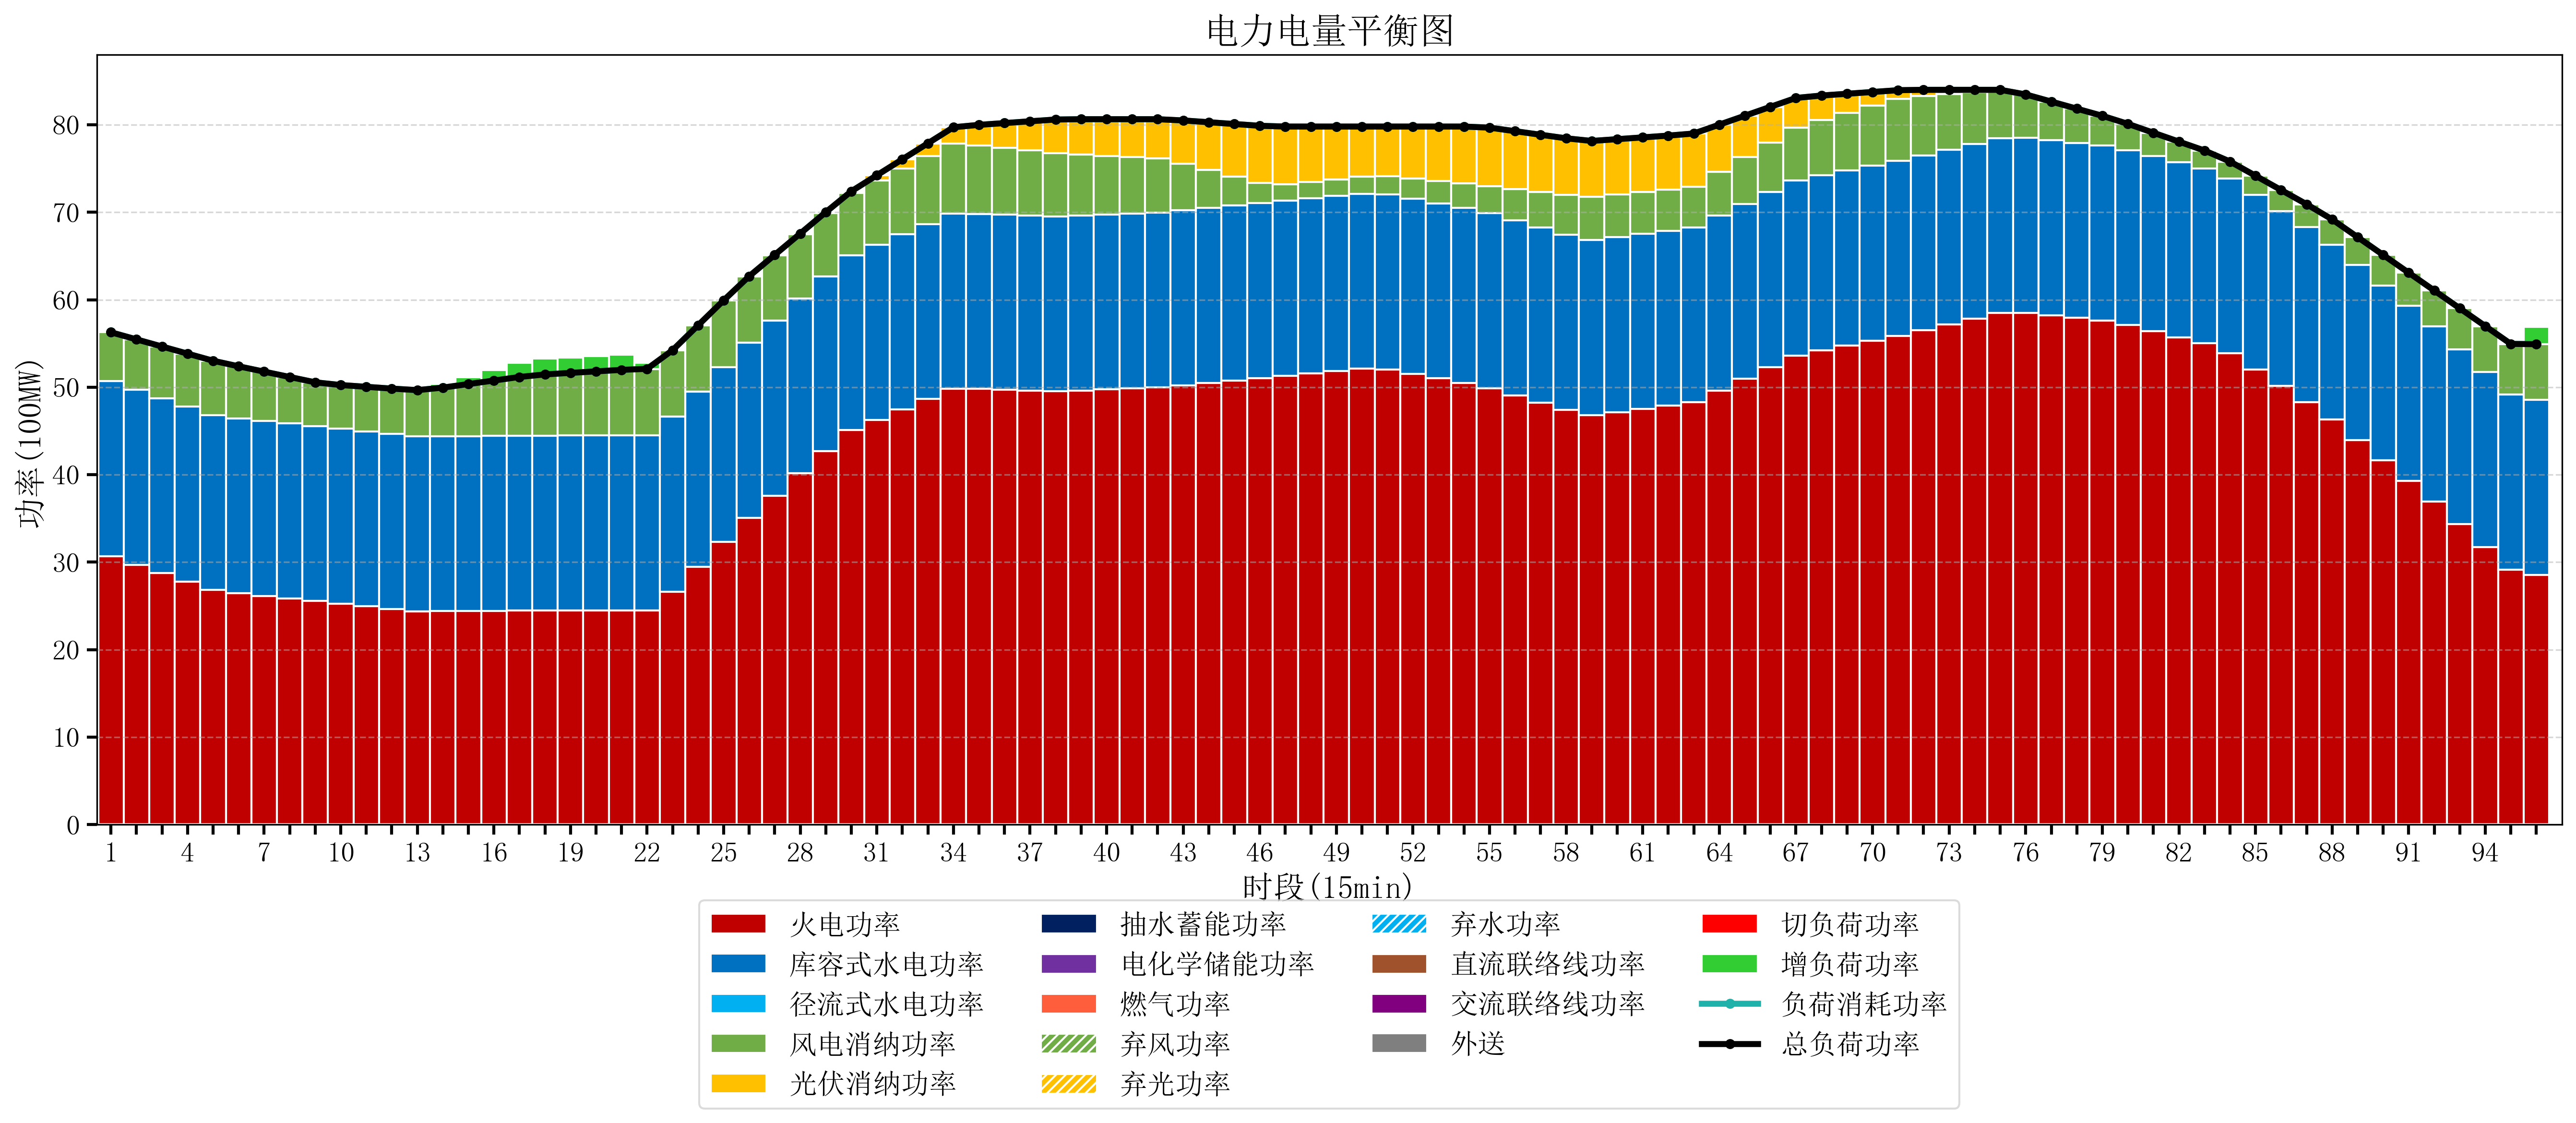 电力电量平衡图
功率(100MW)
80
70
60
50
40
30
20
10
0
1 4 7 10 13 16 19 22 25 28 31 34 37 40 43 46 49 52 55 58 61 64 67 70 73 76 79 82 85 88 91 94
时段(15min)
火电功率 抽水蓄能功率 弃水功率 切负荷功率
库容式水电功率 电化学储能功率 直流联络线功率 增负荷功率
径流式水电功率 燃气功率 交流联络线功率 负荷消耗功率
风电消纳功率 弃风功率 外送 总负荷功率
光伏消纳功率 弃光功率